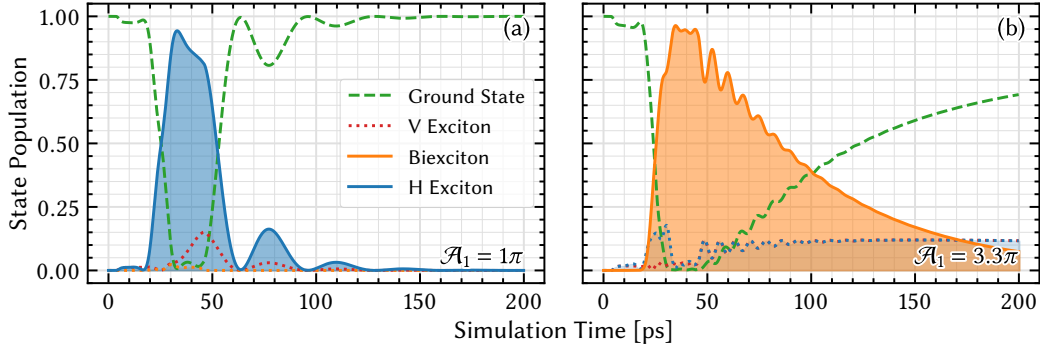 (a)
(b)
1.00
0.75
0.50
0.25
0.00
State Population
Ground State
V Exciton
Biexciton
H Exciton
𝒜₁ = 1π
𝒜₁ = 3.3π
0 50 100 150 200
0 50 100 150 200
Simulation Time [ps]